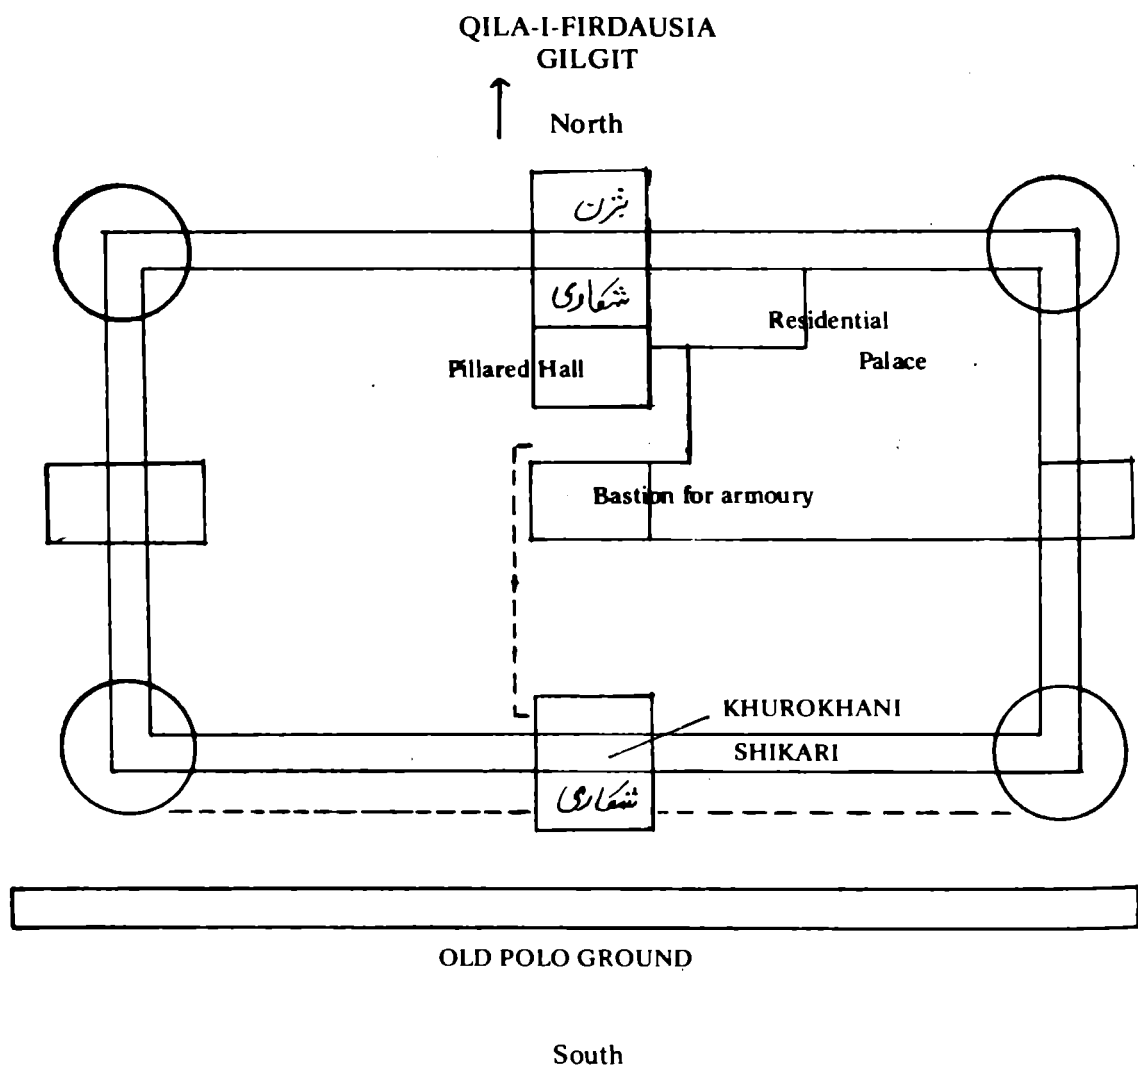 QILA-I-FIRDAUSIA
GILGIT
North
شکاری
Residential
Palace
Pillared Hall
Bastion for armoury
KHUROKHANI
SHIKARI
شکاری
OLD POLO GROUND
South